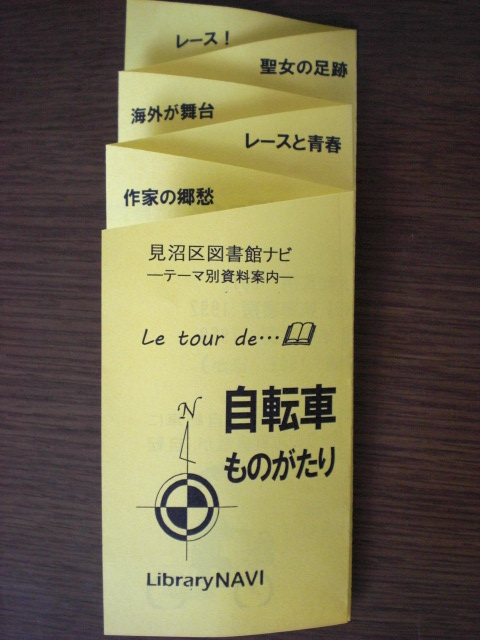 レース！
聖女の足跡
海外が舞台
レースと青春
作家の郷愁
見沼区図書館ナビ
―テーマ別資料案内―
Le tour de…
N
自転車
ものがたり
LibraryNAVI